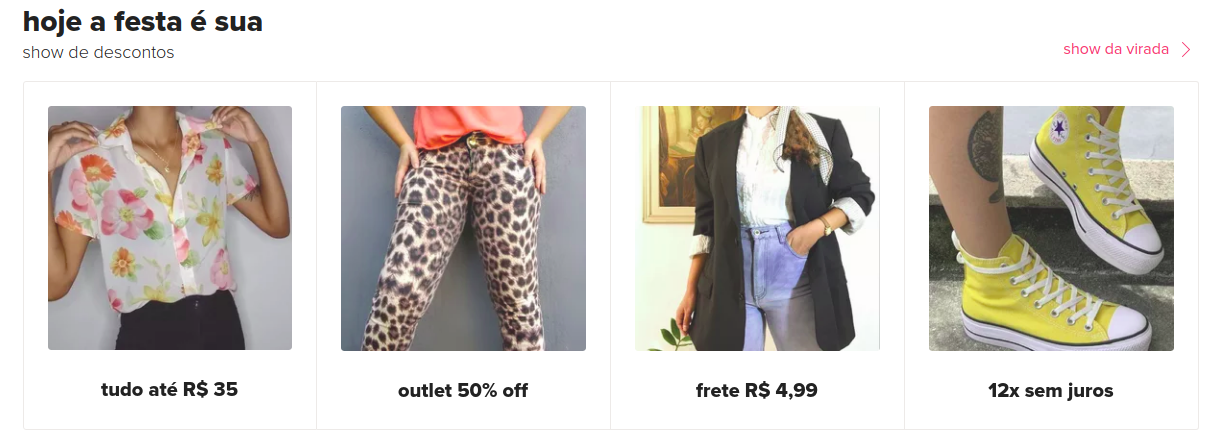 hoje a festa é sua
show de descontos
show da virada
tudo até R$ 35
outlet 50% off
frete R$ 4,99
12x sem juros